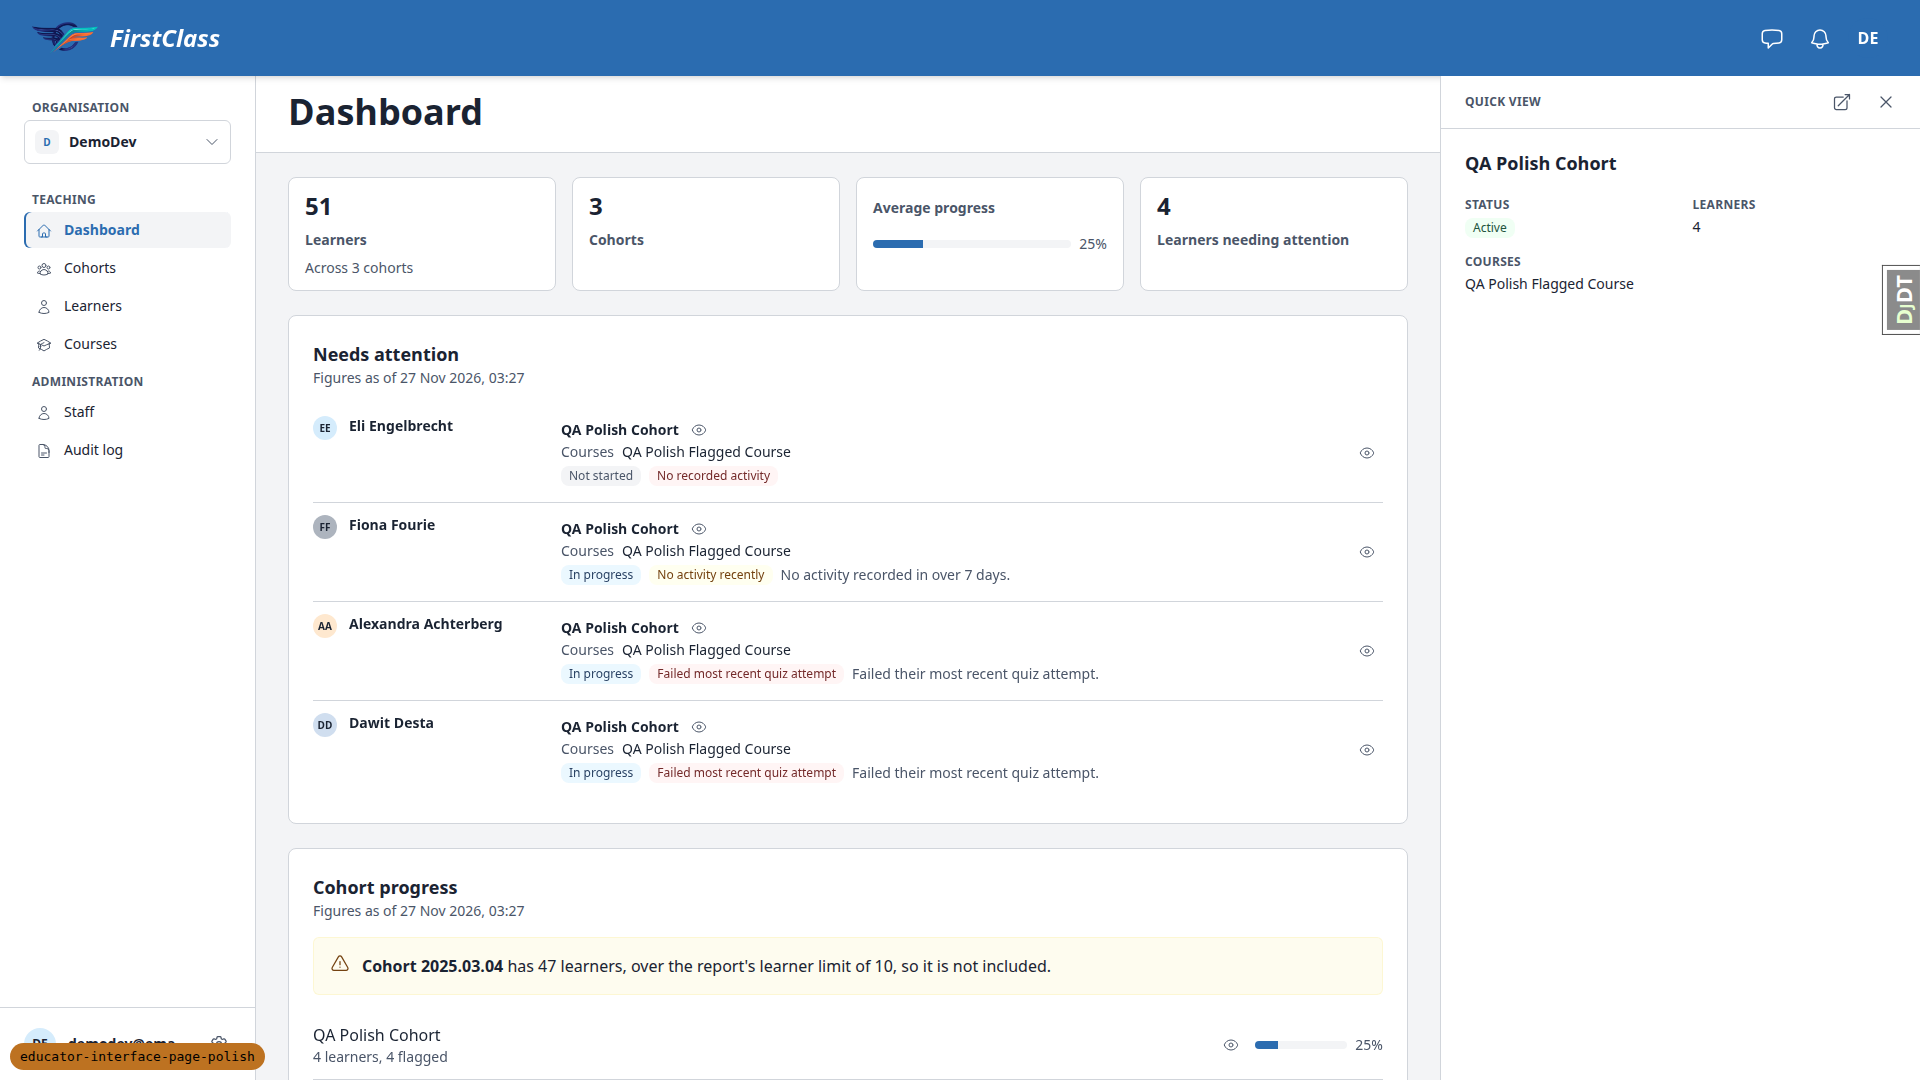 FirstClass
DE
ORGANISATION
D DemoDev
TEACHING
Dashboard
Cohorts
Learners
Courses
ADMINISTRATION
Staff
Audit log
educator-interface-page-polish
Dashboard
51
Learners
Across 3 cohorts
3
Cohorts
Average progress
25%
4
Learners needing attention
Needs attention
Figures as of 27 Nov 2026, 03:27
EE Eli Engelbrecht
QA Polish Cohort
Courses QA Polish Flagged Course
Not started No recorded activity
FF Fiona Fourie
QA Polish Cohort
Courses QA Polish Flagged Course
In progress No activity recently No activity recorded in over 7 days.
AA Alexandra Achterberg
QA Polish Cohort
Courses QA Polish Flagged Course
In progress Failed most recent quiz attempt Failed their most recent quiz attempt.
DD Dawit Desta
QA Polish Cohort
Courses QA Polish Flagged Course
In progress Failed most recent quiz attempt Failed their most recent quiz attempt.
Cohort progress
Figures as of 27 Nov 2026, 03:27
Cohort 2025.03.04 has 47 learners, over the report's learner limit of 10, so it is not included.
QA Polish Cohort
4 learners, 4 flagged
25%
QUICK VIEW
QA Polish Cohort
STATUS
Active
LEARNERS
4
COURSES
QA Polish Flagged Course
DjDT